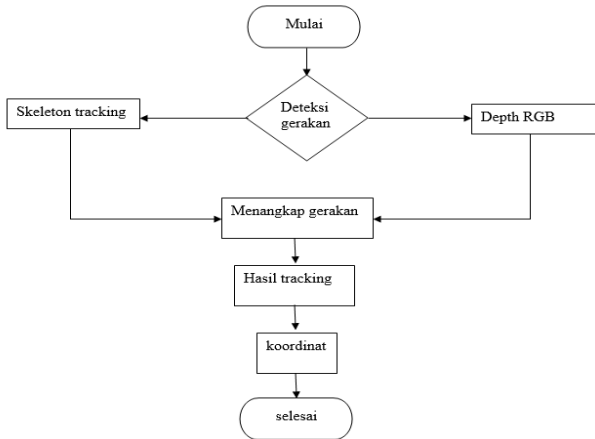 Mulai
Deteksi
gerakan
Skeleton tracking
Depth RGB
Menangkap gerakan
Hasil tracking
koordinat
selesai